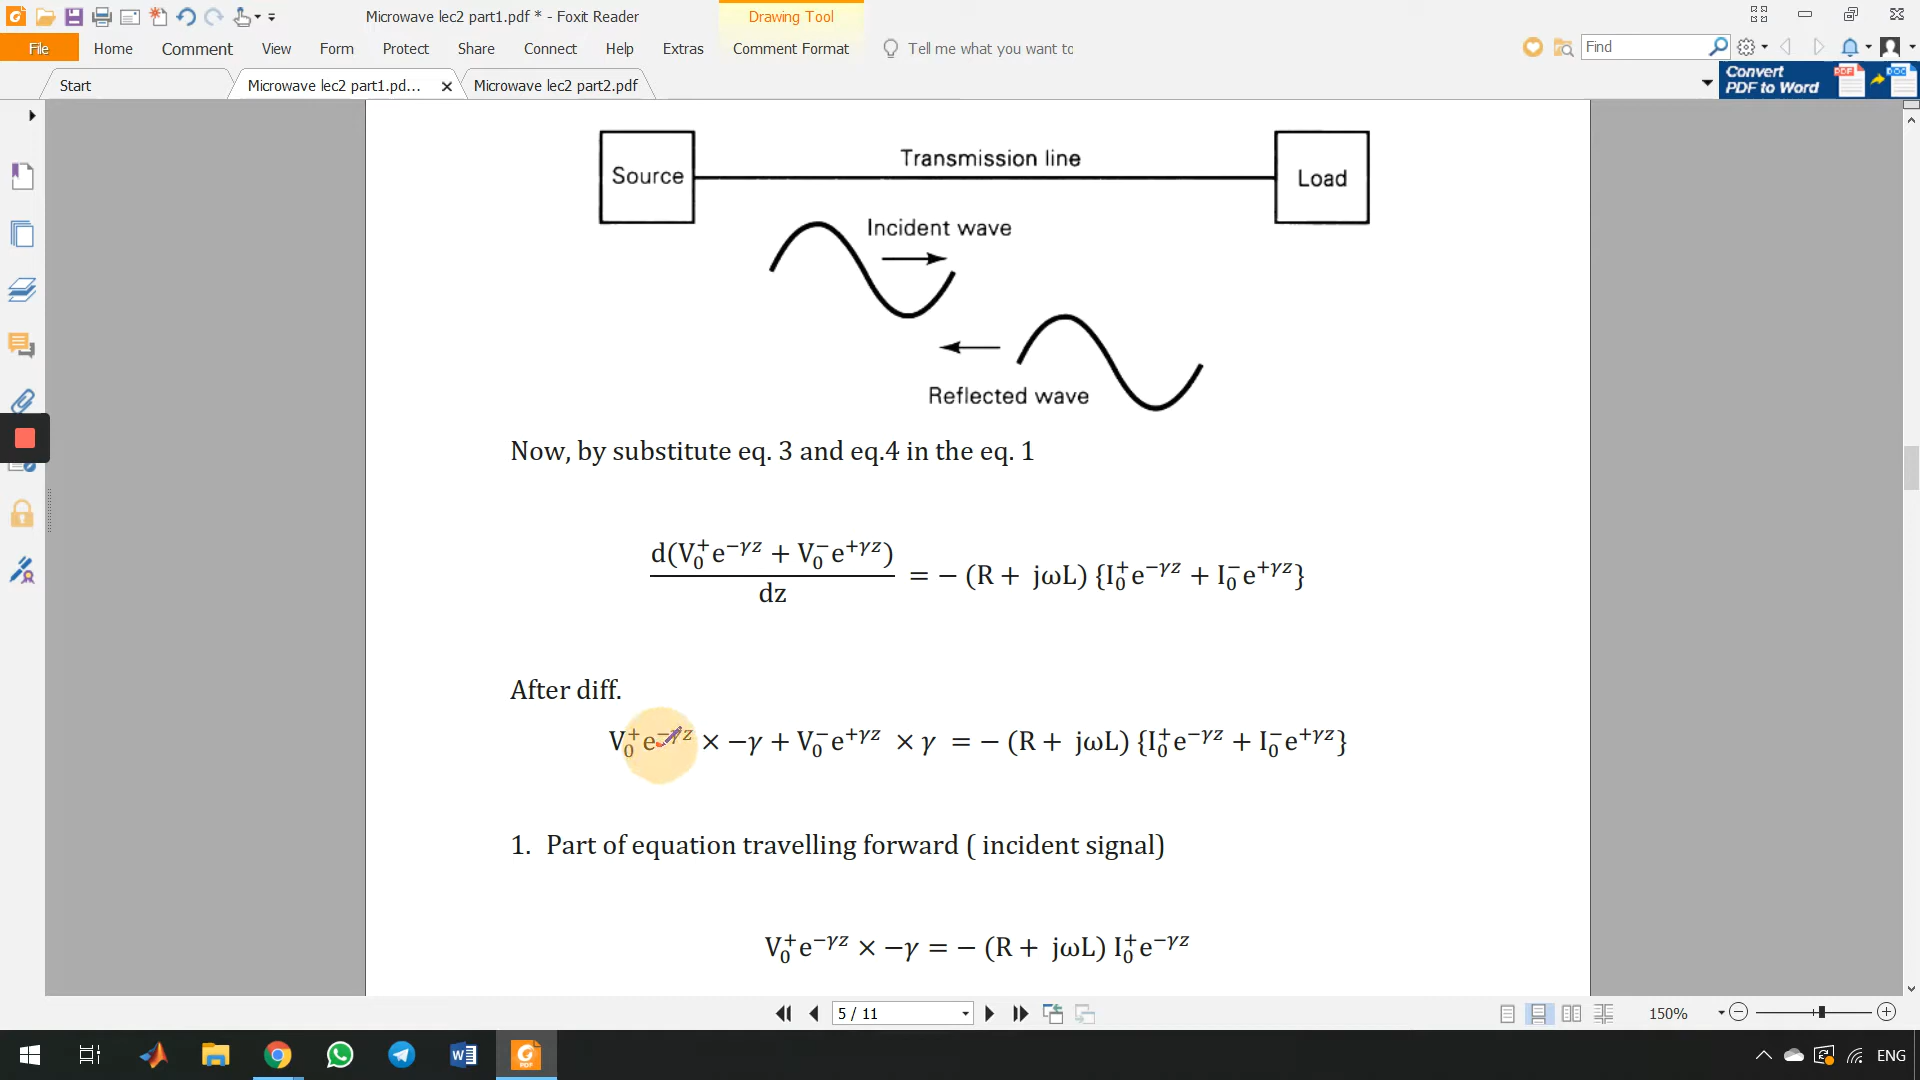 Microwave lec2 part1.pdf * - Foxit Reader
Drawing Tool
File Home Comment View Form Protect Share Connect Help Extras Comment Format Tell me what you want to
Find
Start
Microwave lec2 part1.pd...
Microwave lec2 part2.pdf
Convert
PDF to Word
PDF
DOC
Source
Transmission line
Load
Incident wave
Reflected wave
Now, by substitute eq. 3 and eq.4 in the eq. 1
d(V₀⁺e^{−γz} + V₀⁻e^{+γz})
dz
= − (R + jωL) {I₀⁺e^{−γz} + I₀⁻e^{+γz}}
After diff.
V₀⁺e^{−γz} × −γ + V₀⁻e^{+γz} × γ = − (R + jωL) {I₀⁺e^{−γz} + I₀⁻e^{+γz}}
1. Part of equation travelling forward ( incident signal)
V₀⁺e^{−γz} × −γ = − (R + jωL) I₀⁺e^{−γz}
5 / 11
150%
ENG